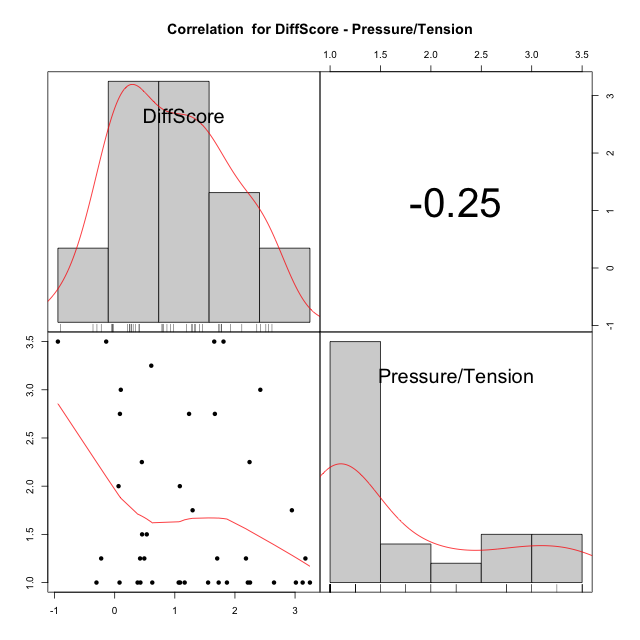 Correlation  for DiffScore - Pressure/Tension
1.0 1.5 2.0 2.5 3.0 3.5
DiffScore
-0.25
3
2
1
0
-1
3.5
3.0
2.5
2.0
1.5
1.0
Pressure/Tension
-1 0 1 2 3